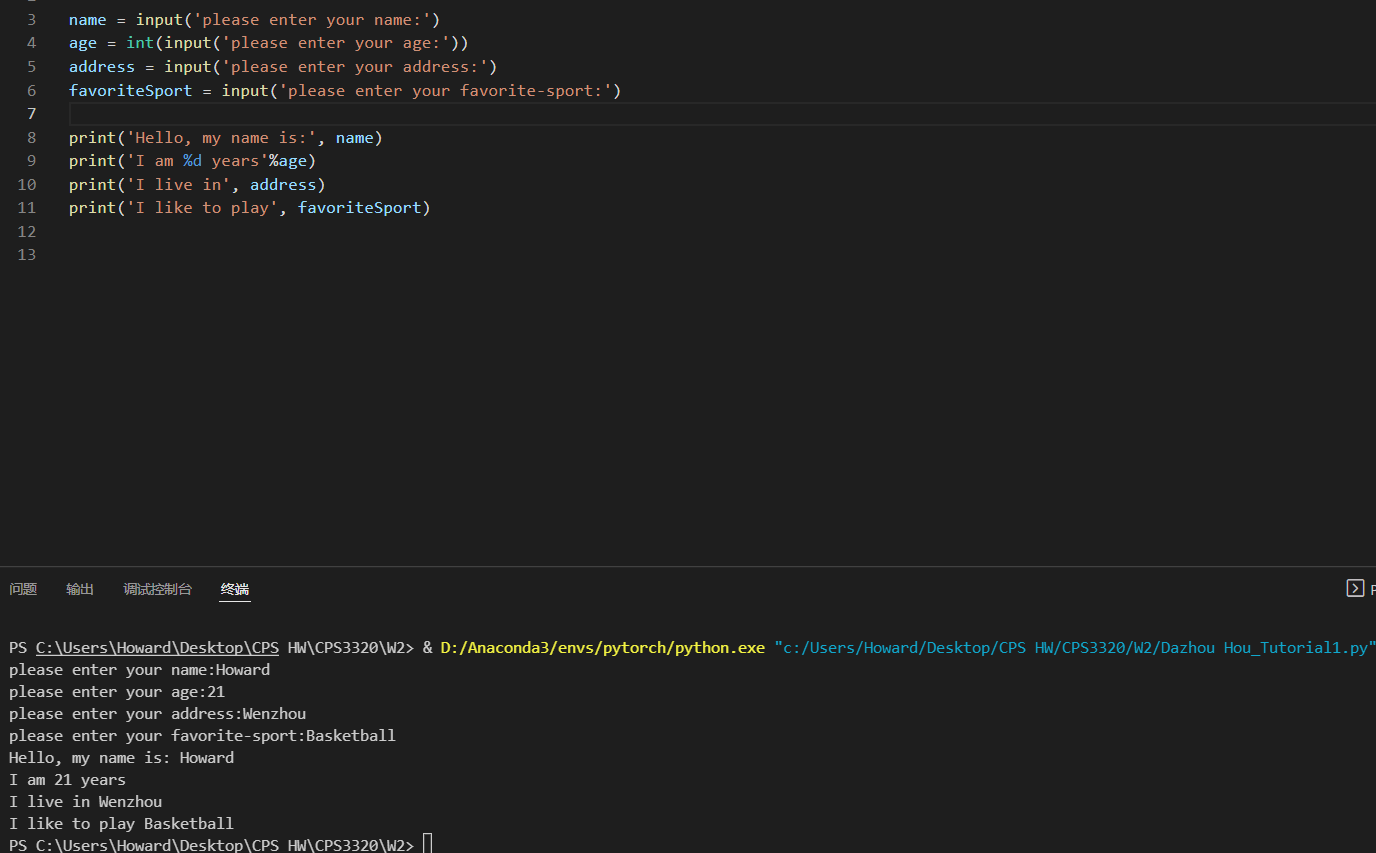 3 name = input('please enter your name:')
4 age = int(input('please enter your age:'))
5 address = input('please enter your address:')
6 favoriteSport = input('please enter your favorite-sport:')
7
8 print('Hello, my name is:', name)
9 print('I am %d years'%age)
10 print('I live in', address)
11 print('I like to play', favoriteSport)
12
13
问题 输出 调试控制台 终端
PS C:\Users\Howard\Desktop\CPS HW\CPS3320\W2> & D:/Anaconda3/envs/pytorch/python.exe "c:/Users/Howard/Desktop/CPS HW/CPS3320/W2/Dazhou Hou_Tutorial1.py"
please enter your name:Howard
please enter your age:21
please enter your address:Wenzhou
please enter your favorite-sport:Basketball
Hello, my name is: Howard
I am 21 years
I live in Wenzhou
I like to play Basketball
PS C:\Users\Howard\Desktop\CPS HW\CPS3320\W2>